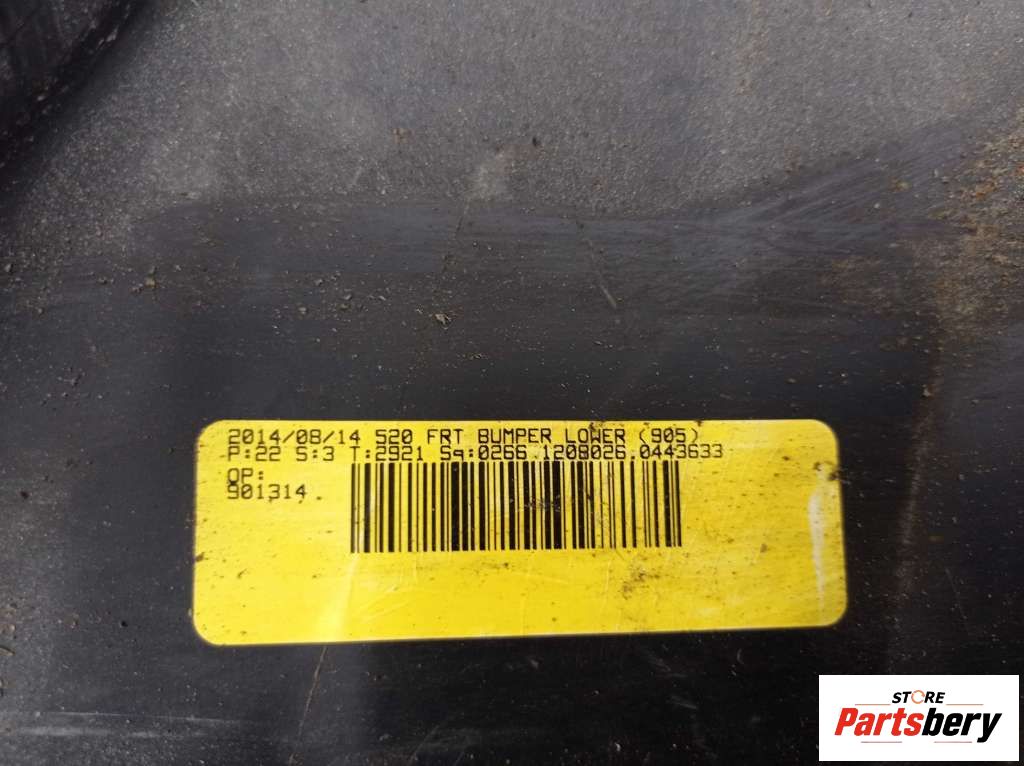 2014/08/14 520 FRT BUMPER LOWER (905)
P:22 S:3 T:2921 Sq:0266.1208026.0443633
OP:
901314.
STORE
Partsbery